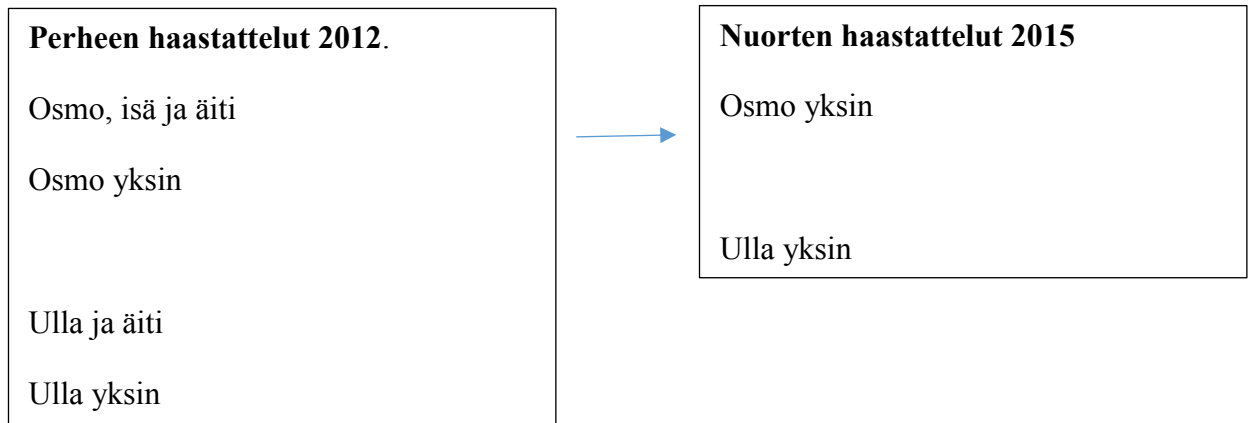 Perheen haastattelut 2012.
Osmo, isä ja äiti
Osmo yksin
Ulla ja äiti
Ulla yksin
Nuorten haastattelut 2015
Osmo yksin
Ulla yksin